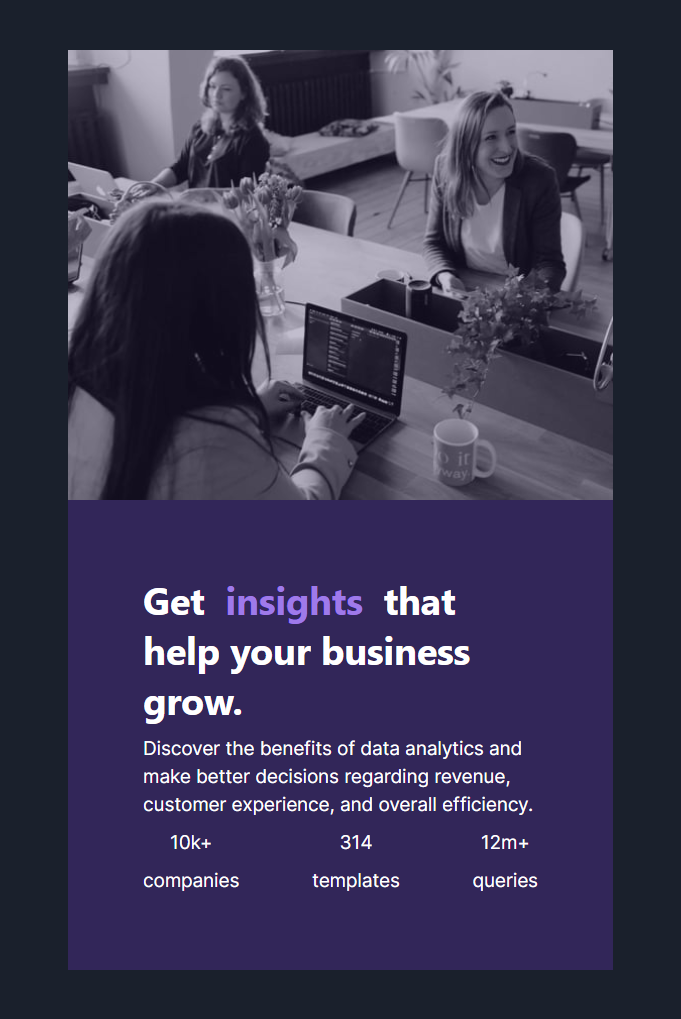 Get insights that
help your business
grow.
Discover the benefits of data analytics and
make better decisions regarding revenue,
customer experience, and overall efficiency.
10k+ 314 12m+
companies templates queries